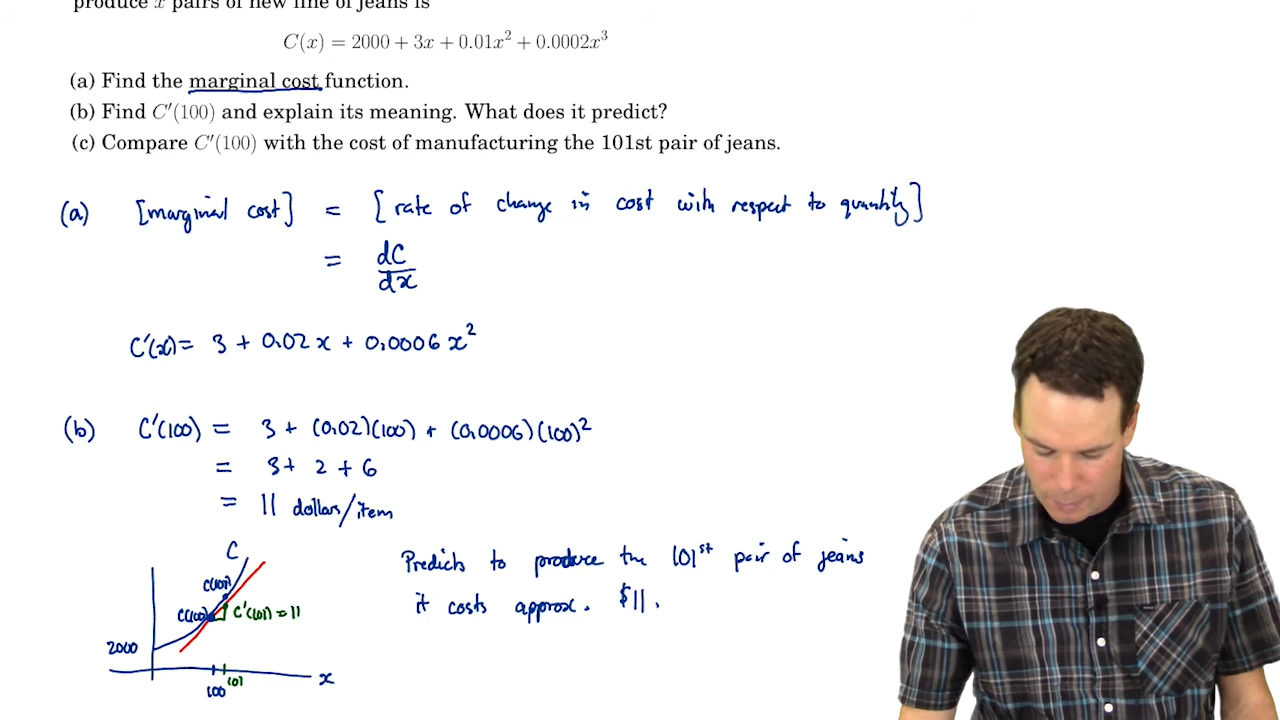 produce x pairs of new line of jeans is
C(x) = 2000 + 3x + 0.01x² + 0.0002x³
(a) Find the marginal cost function.
(b) Find C′(100) and explain its meaning. What does it predict?
(c) Compare C′(100) with the cost of manufacturing the 101st pair of jeans.
(a) [marginal cost] = [rate of change in cost with respect to quantity]
= dC/dx
C′(x) = 3 + 0.02x + 0.0006x²
(b) C′(100) = 3 + (0.02)(100) + (0.0006)(100)²
= 3 + 2 + 6
= 11 dollars/item
Predicts to produce the 101st pair of jeans
it costs approx. $11.
C
C(101)
C(100)
C′(101) = 11
2000
100
101
x